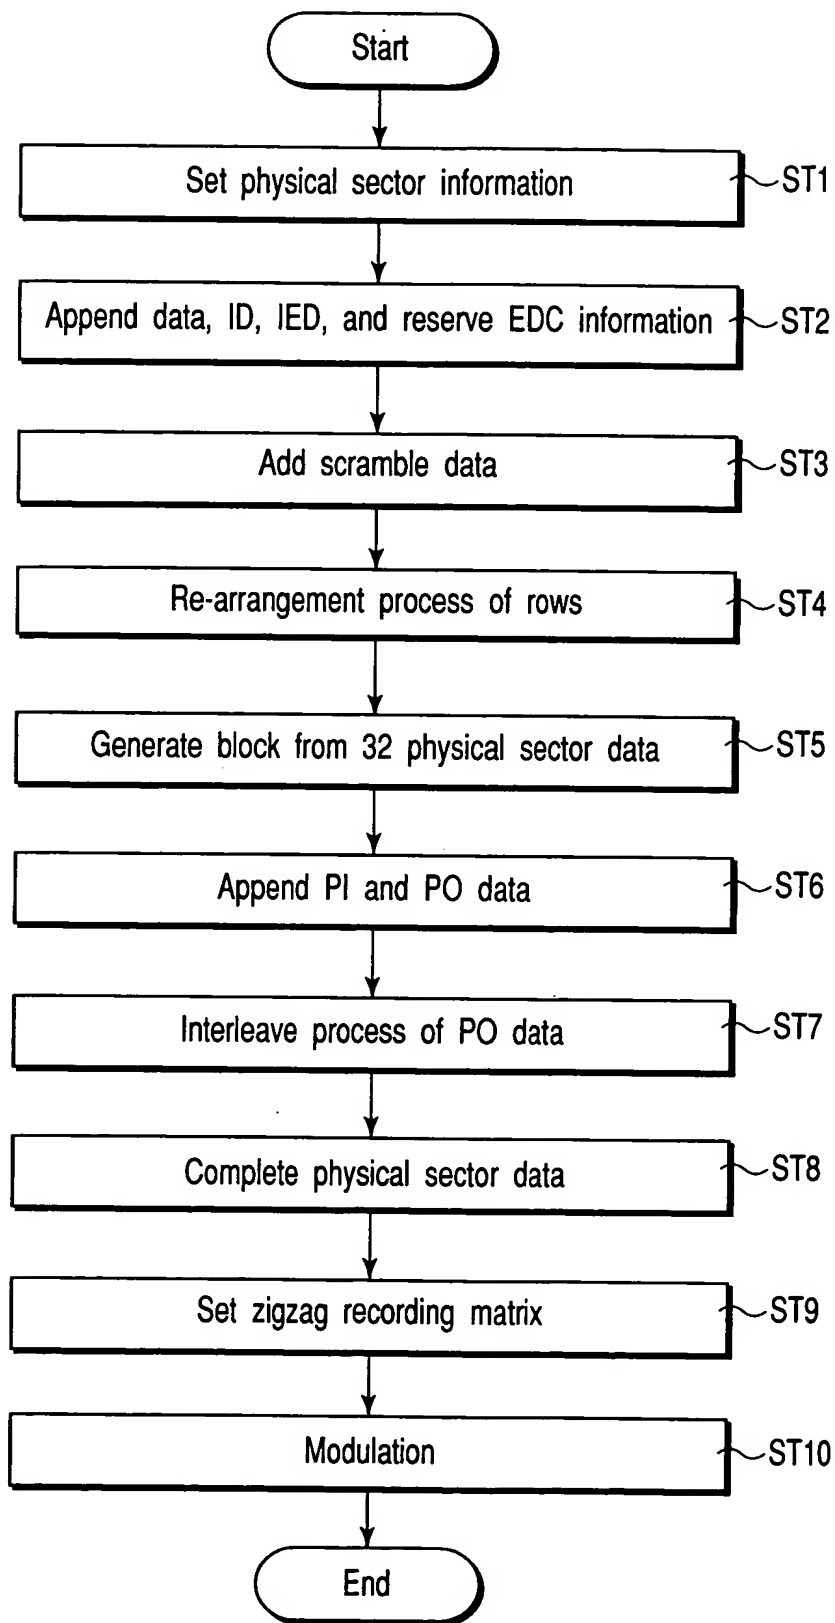 Start
Set physical sector information
ST1
Append data, ID, IED, and reserve EDC information
ST2
Add scramble data
ST3
Re-arrangement process of rows
ST4
Generate block from 32 physical sector data
ST5
Append PI and PO data
ST6
Interleave process of PO data
ST7
Complete physical sector data
ST8
Set zigzag recording matrix
ST9
Modulation
ST10
End